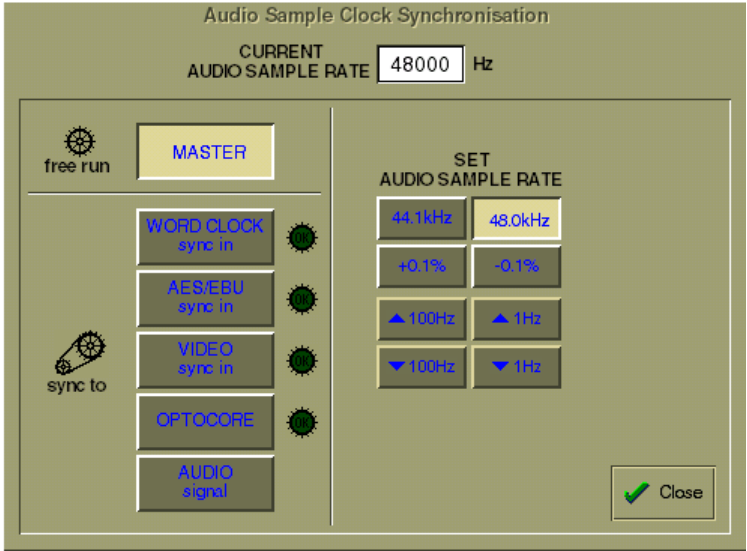 Audio Sample Clock Synchronisation
CURRENT
AUDIO SAMPLE RATE 48000 Hz
free run
MASTER
WORD CLOCK
sync in
OK
AES/EBU
sync in
OK
VIDEO
sync in
OK
sync to
OPTOCORE
OK
AUDIO
signal
SET
AUDIO SAMPLE RATE
44.1kHz 48.0kHz
+0.1% -0.1%
▲100Hz ▲1Hz
▼100Hz ▼1Hz
Close